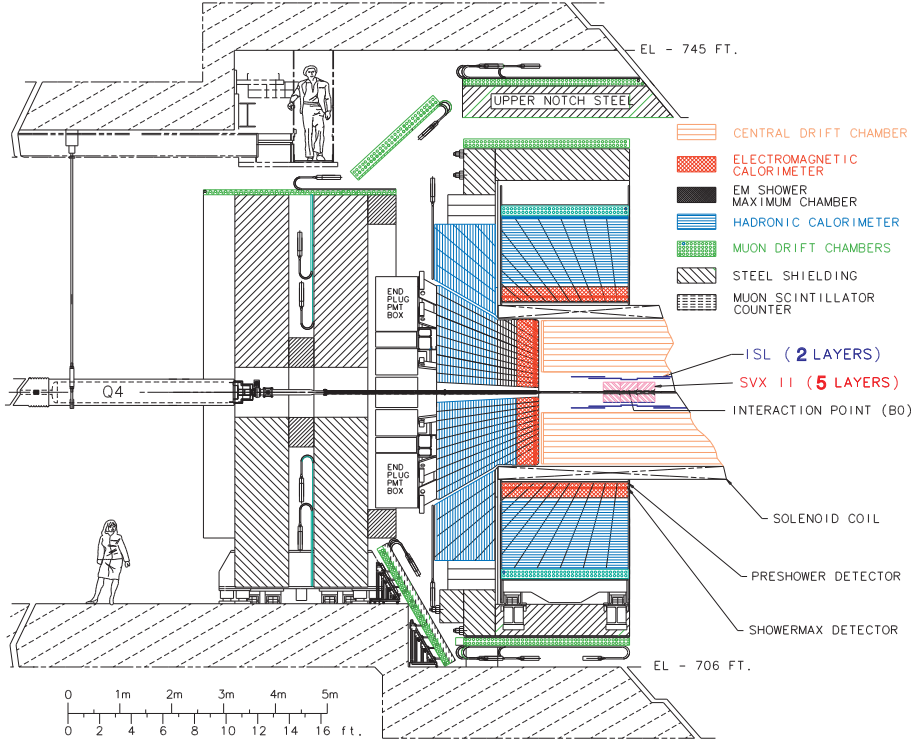 EL - 745 FT.
UPPER NOTCH STEEL
CENTRAL DRIFT CHAMBER
ELECTROMAGNETIC
CALORIMETER
EM SHOWER
MAXIMUM CHAMBER
HADRONIC CALORIMETER
MUON DRIFT CHAMBERS
STEEL SHIELDING
MUON SCINTILLATOR
COUNTER
END
PLUG
PMT
BOX
ISL (2 LAYERS)
SVX II (5 LAYERS)
Q4
INTERACTION POINT (B0)
END
PLUG
PMT
BOX
SOLENOID COIL
PRESHOWER DETECTOR
SHOWERMAX DETECTOR
EL - 706 FT.
0 1m 2m 3m 4m 5m
0 2 4 6 8 10 12 14 16 ft.